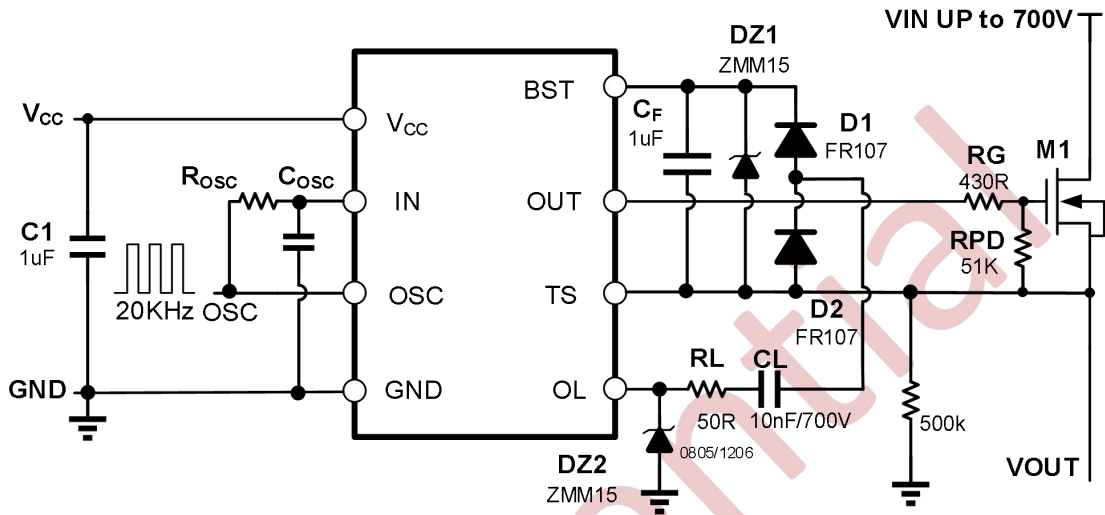 VIN UP to 700V
DZ1
ZMM15
BST
CF
1uF
D1
FR107
VCC
VCC
RG
430R
M1
ROSC
COSC
IN
OUT
C1
1uF
RPD
51K
20KHz
OSC
OSC
TS
D2
FR107
RL
CL
GND
GND
OL
50R
10nF/700V
500k
DZ2
ZMM15
0805/1206
VOUT
ential